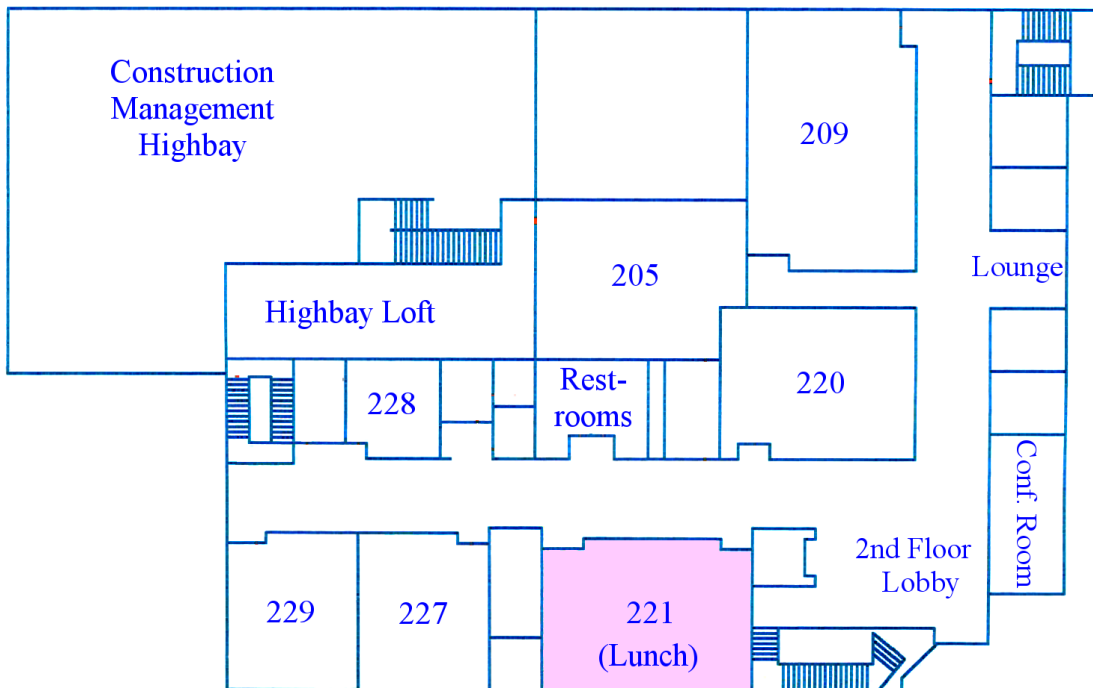 Construction
Management
Highbay
209
205
Lounge
Highbay Loft
228
Rest-
rooms
220
Conf. Room
2nd Floor
Lobby
229
227
221
(Lunch)